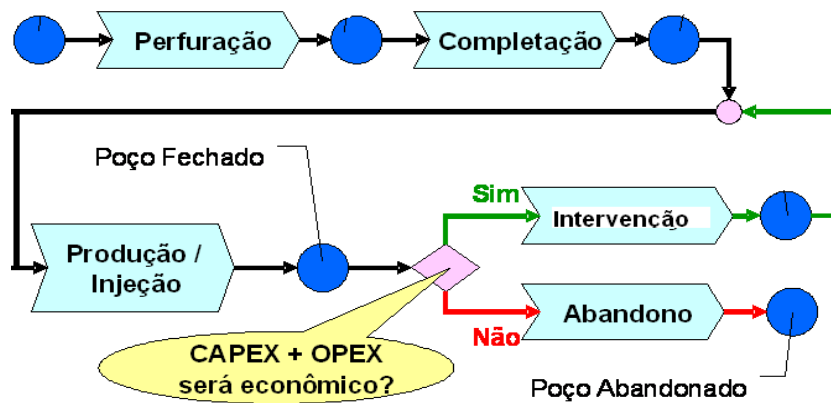 Perfuração
Completação
Poço Fechado
Sim
Intervenção
Produção /
Injeção
Não
Abandono
CAPEX + OPEX
será econômico?
Poço Abandonado